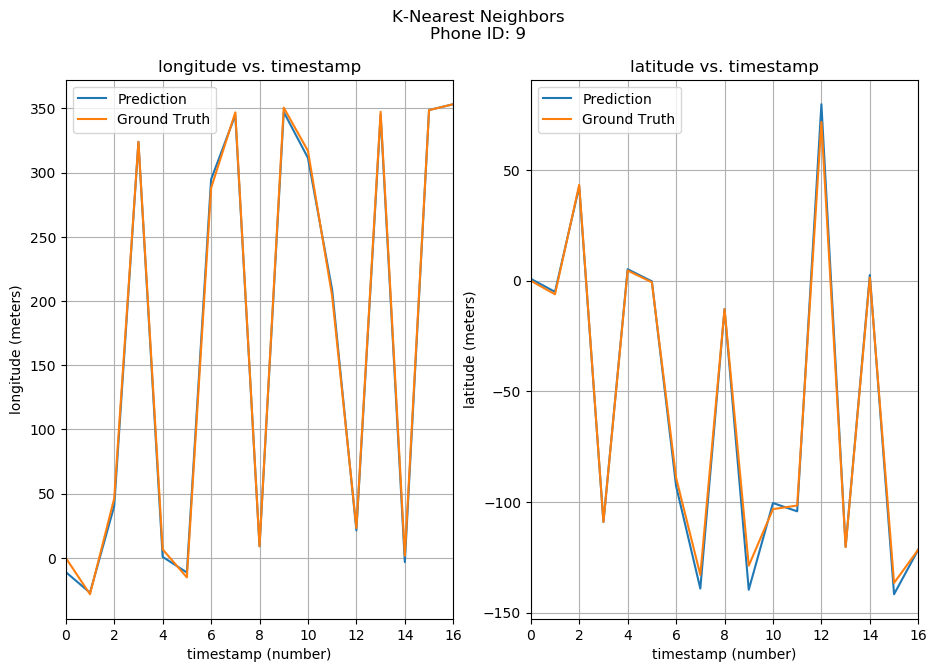 K-Nearest Neighbors
Phone ID: 9
longitude vs. timestamp
Prediction
Ground Truth
350
300
250
200
150
100
50
0
longitude (meters)
0 2 4 6 8 10 12 14 16
timestamp (number)
latitude vs. timestamp
Prediction
Ground Truth
50
0
−50
−100
−150
latitude (meters)
0 2 4 6 8 10 12 14 16
timestamp (number)